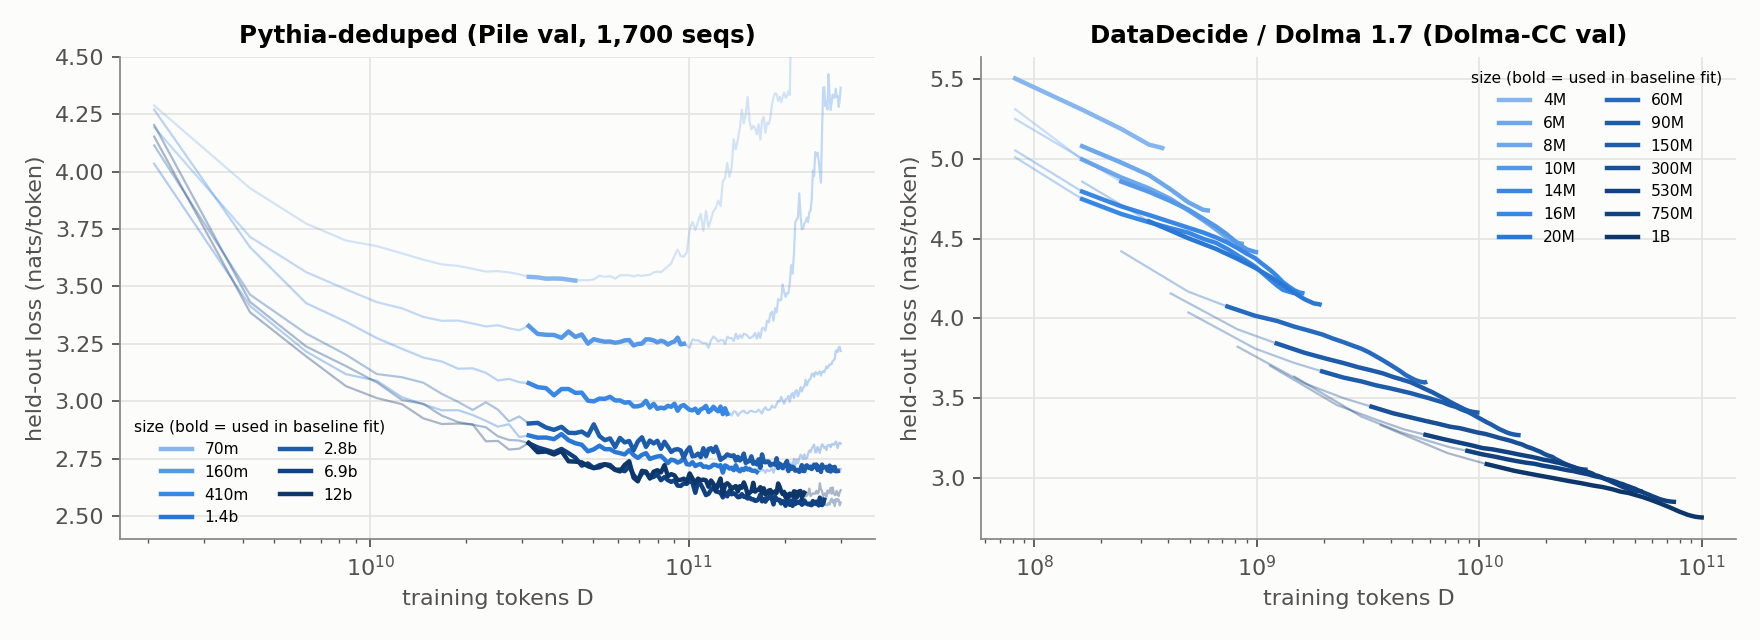 Pythia-deduped (Pile val, 1,700 seqs)
held-out loss (nats/token)
4.50
4.25
4.00
3.75
3.50
3.25
3.00
2.75
2.50
size (bold = used in baseline fit)
70m
160m
410m
1.4b
2.8b
6.9b
12b
10^10
10^11
training tokens D
DataDecide / Dolma 1.7 (Dolma-CC val)
held-out loss (nats/token)
5.5
5.0
4.5
4.0
3.5
3.0
size (bold = used in baseline fit)
4M
6M
8M
10M
14M
16M
20M
60M
90M
150M
300M
530M
750M
1B
10^8
10^9
10^10
10^11
training tokens D